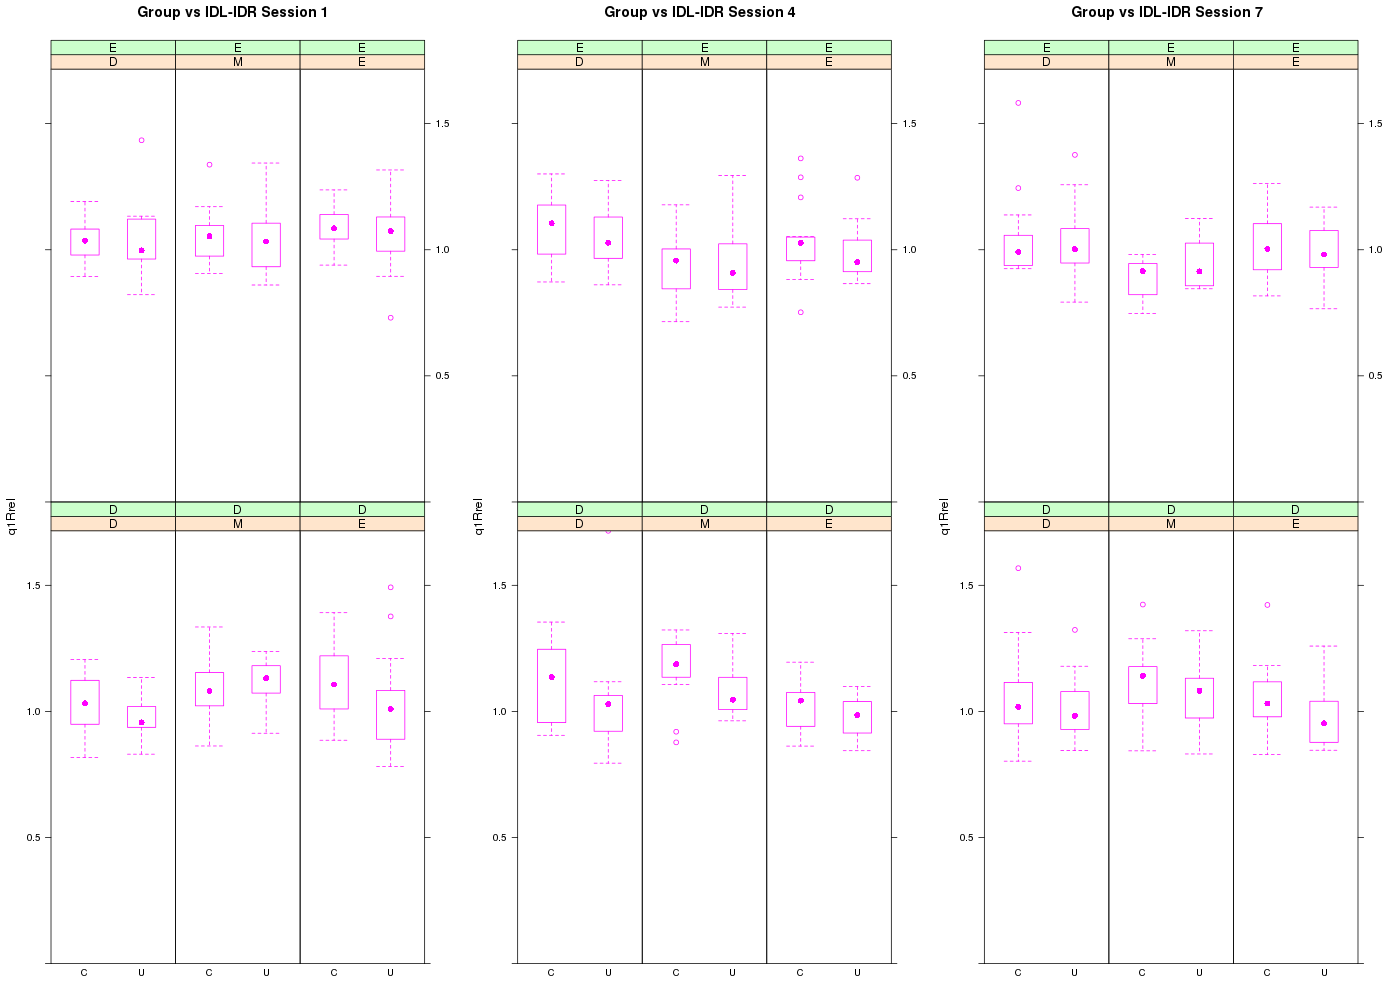 Group vs IDL-IDR Session 1 Group vs IDL-IDR Session 4 Group vs IDL-IDR Session 7
E E E E E E E E E
D M E D M E D M E
1.5 1.5 1.5
1.0 1.0 1.0
0.5 0.5 0.5
q1Rrel q1Rrel q1Rrel
D D D D D D D D D
D M E D M E D M E
1.5 1.5 1.5
1.0 1.0 1.0
0.5 0.5 0.5
C U C U C U C U C U C U C U C U C U